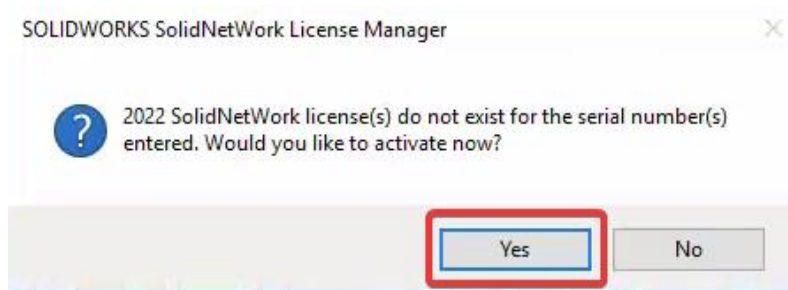 SOLIDWORKS SolidNetWork License Manager
2022 SolidNetWork license(s) do not exist for the serial number(s)
entered. Would you like to activate now?
Yes
No